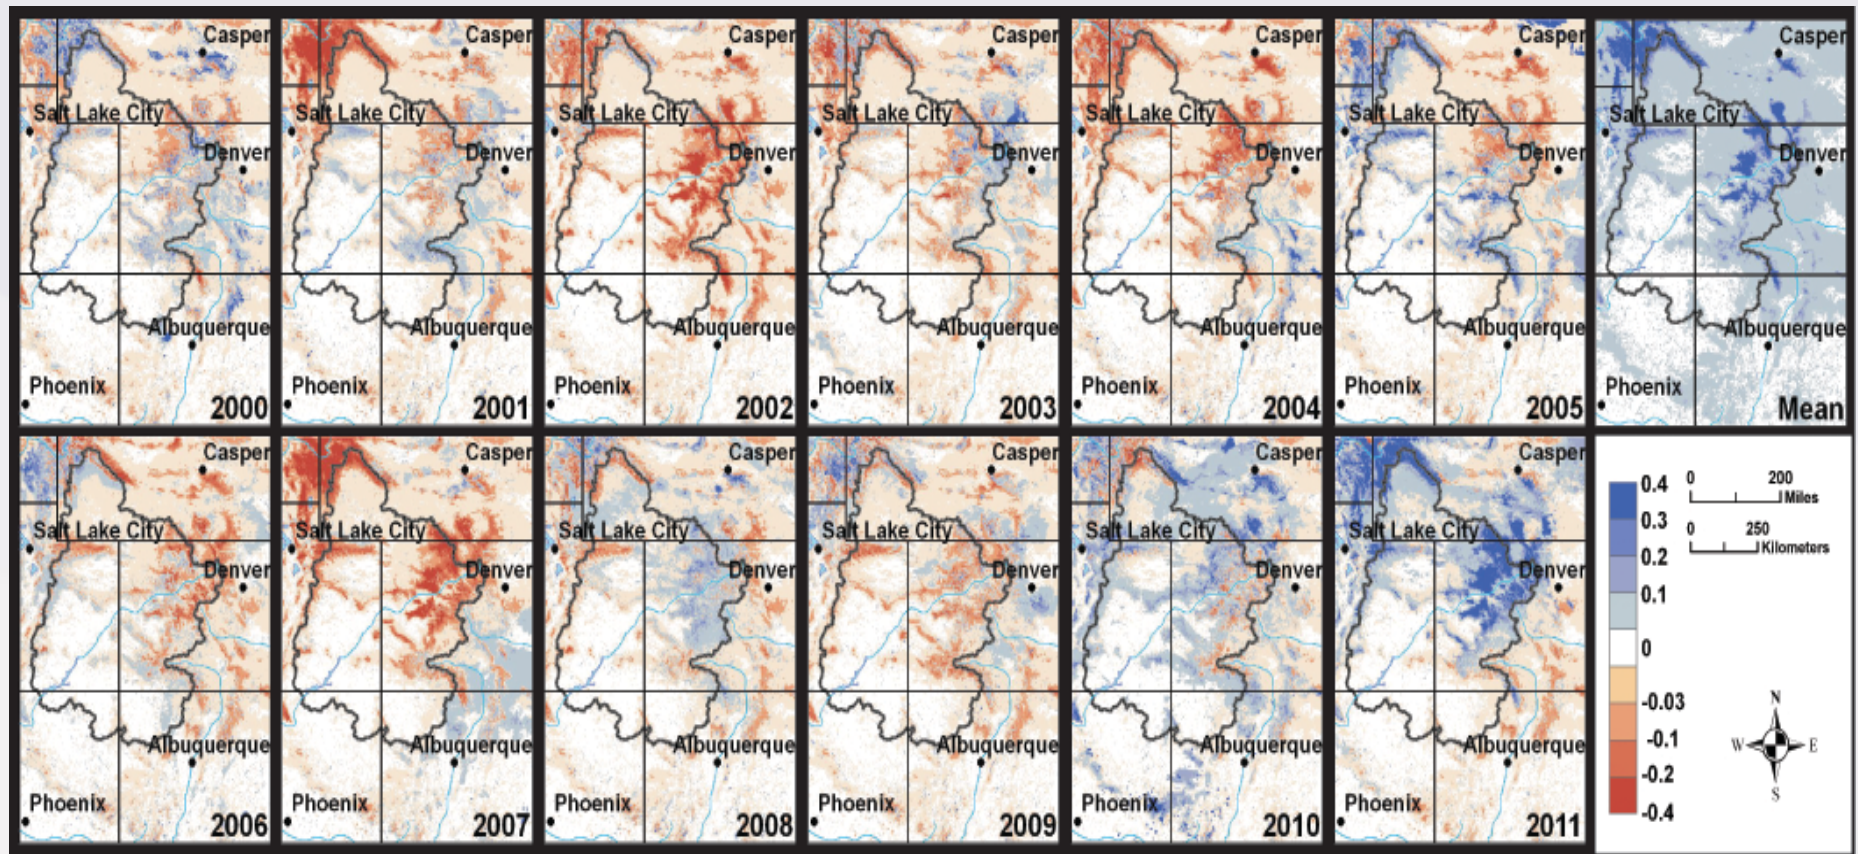 Casper
Salt Lake City
Denver
Albuquerque
Phoenix
2000
Casper
Salt Lake City
Denver
Albuquerque
Phoenix
2001
Casper
Salt Lake City
Denver
Albuquerque
Phoenix
2002
Casper
Salt Lake City
Denver
Albuquerque
Phoenix
2003
Casper
Salt Lake City
Denver
Albuquerque
Phoenix
2004
Casper
Salt Lake City
Denver
Albuquerque
Phoenix
2005
Casper
Salt Lake City
Denver
Albuquerque
Phoenix
Mean
Casper
Salt Lake City
Denver
Albuquerque
Phoenix
2006
Casper
Salt Lake City
Denver
Albuquerque
Phoenix
2007
Casper
Salt Lake City
Denver
Albuquerque
Phoenix
2008
Casper
Salt Lake City
Denver
Albuquerque
Phoenix
2009
Casper
Salt Lake City
Denver
Albuquerque
Phoenix
2010
Casper
Salt Lake City
Denver
Albuquerque
Phoenix
2011
0.4
0.3
0.2
0.1
0
-0.03
-0.1
-0.2
-0.4
0 200
Miles
0 250
Kilometers
N
W E
S